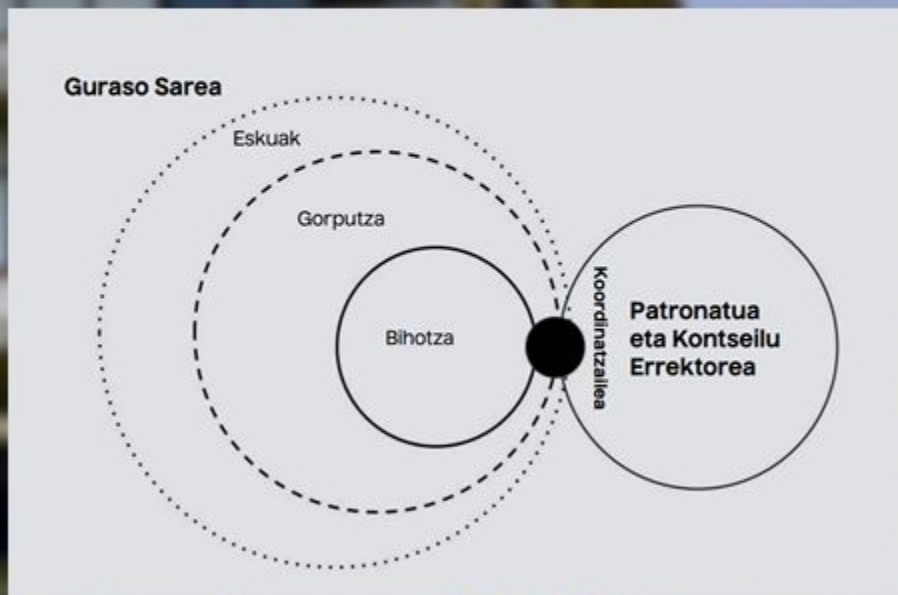 Guraso Sarea
Eskuak
Gorputza
Bihotza
Koordinatzailea
Patronatua
eta Kontseilu
Errektorea